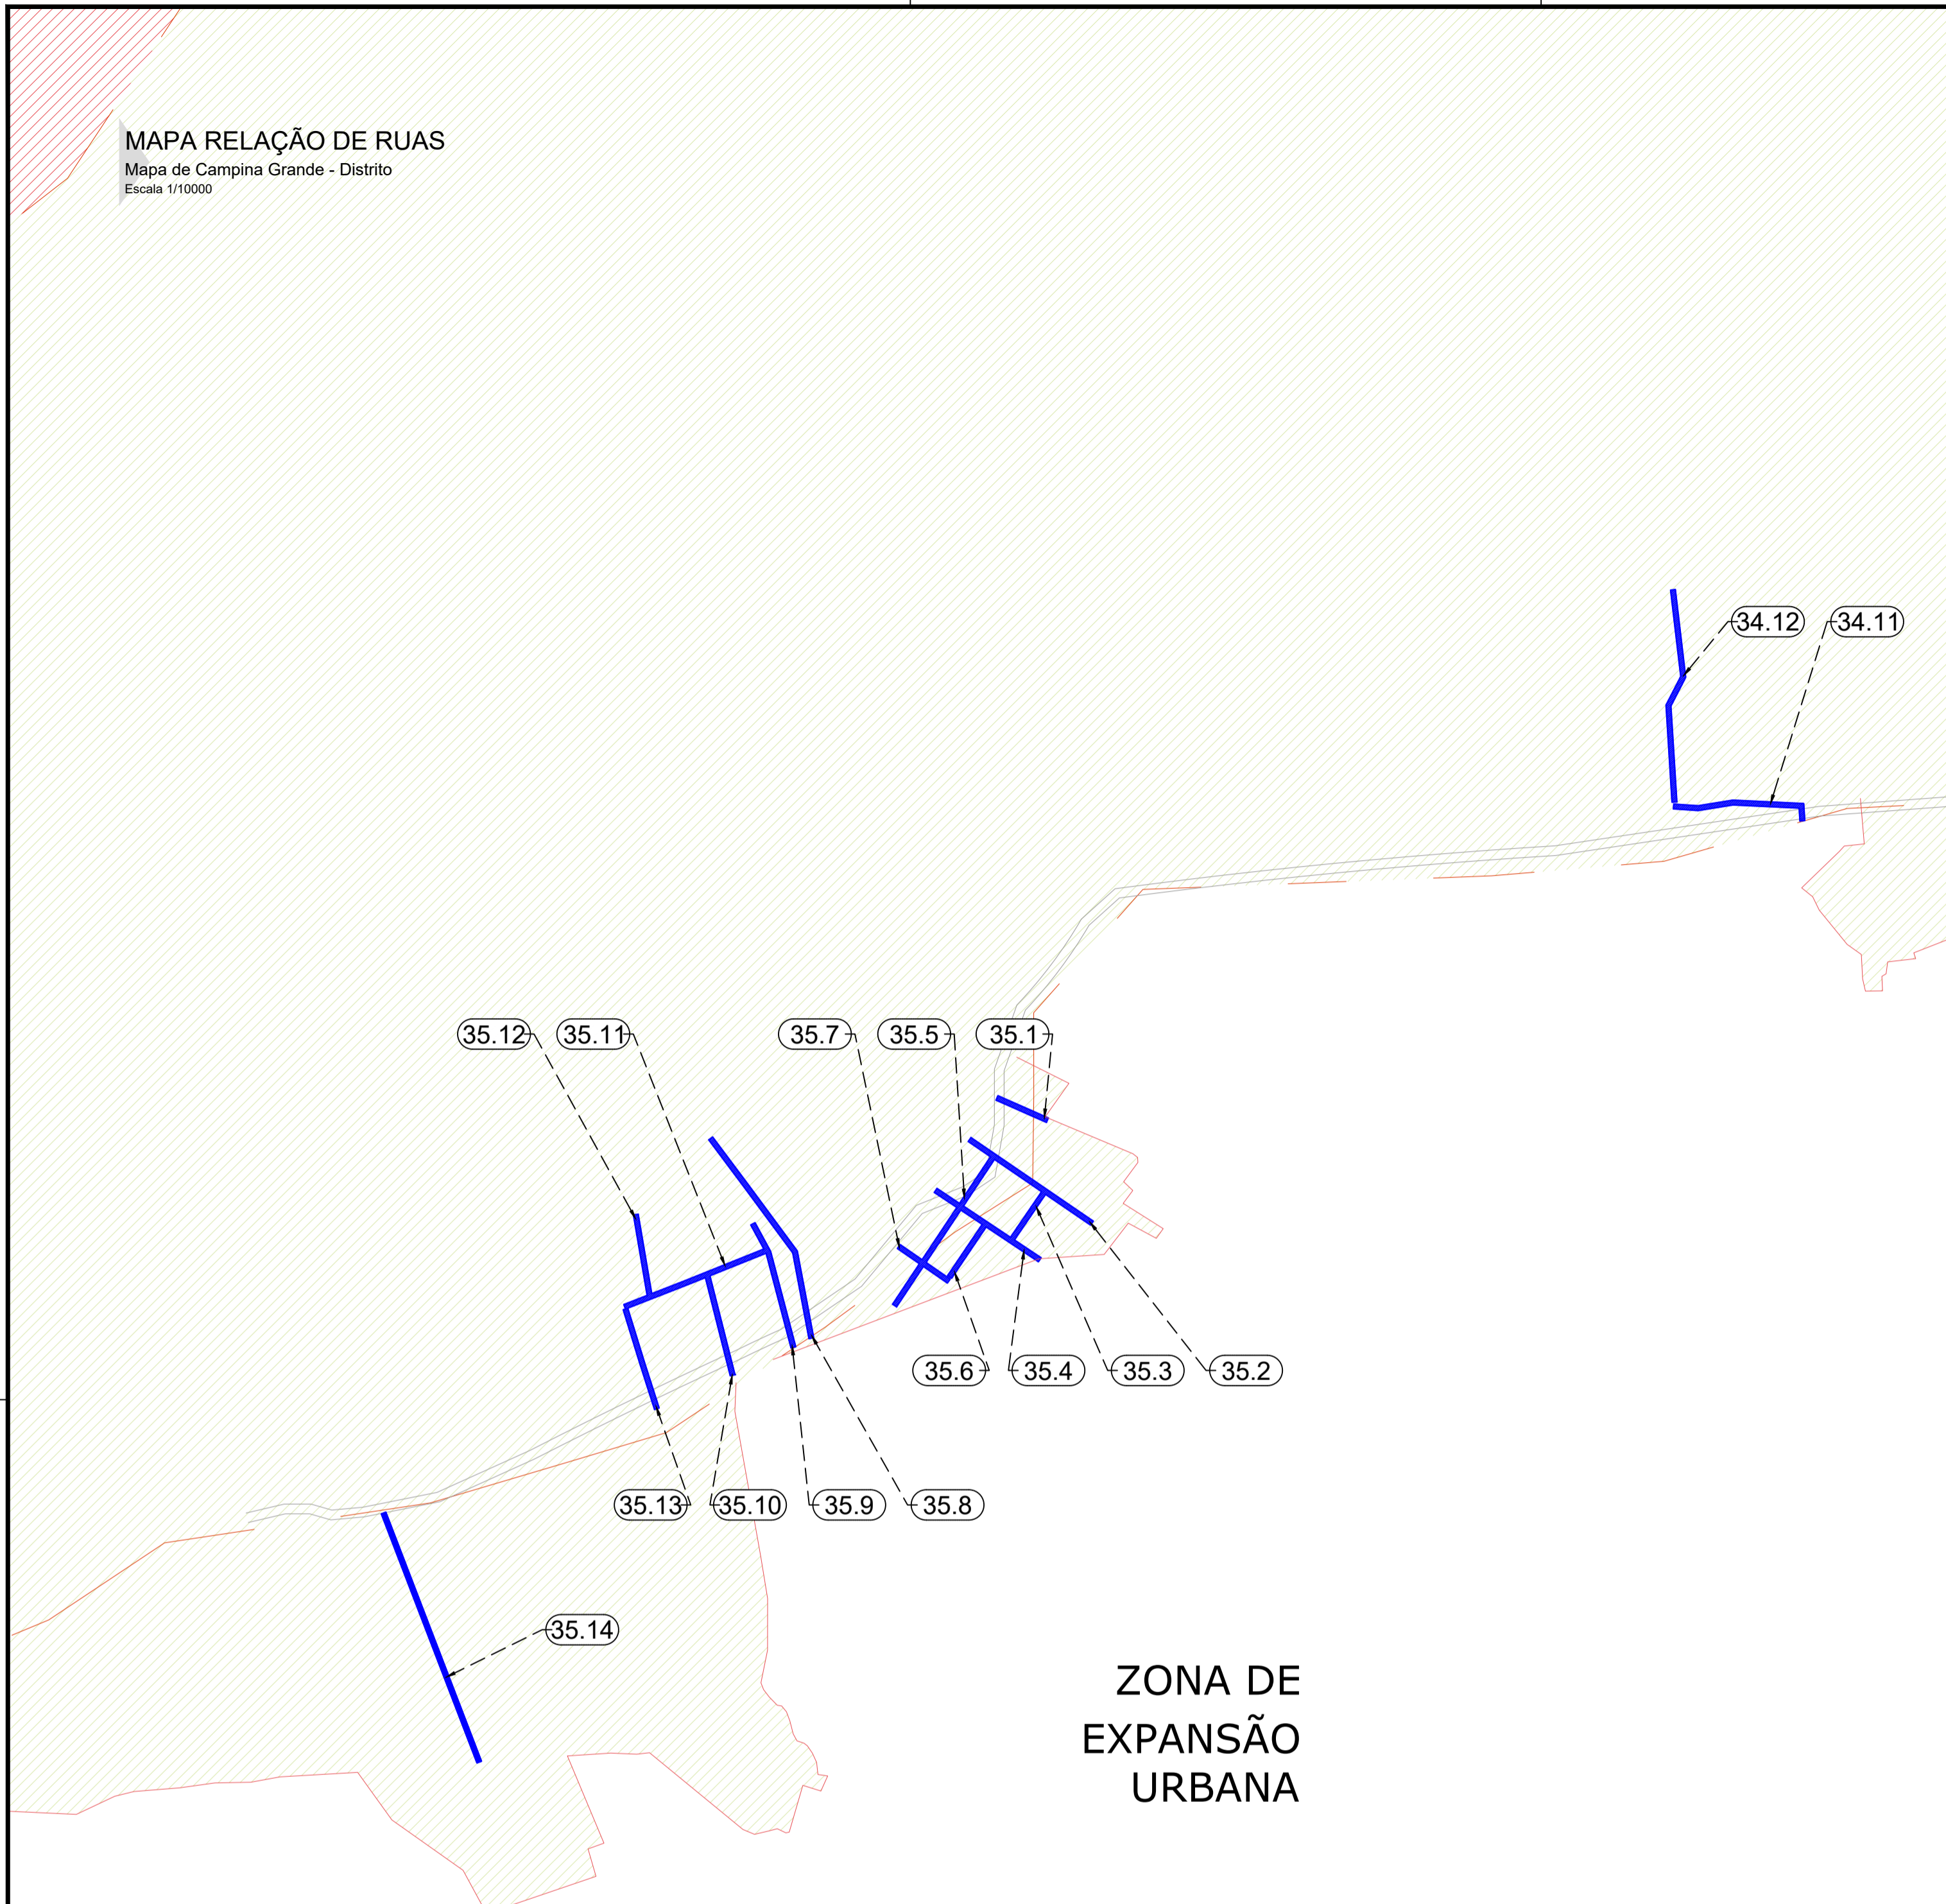 MAPA RELAÇÃO DE RUAS
Mapa de Campina Grande - Distrito
Escala 1/10000
34.12
34.11
35.12
35.11
35.7
35.5
35.1
35.6
35.4
35.3
35.2
35.13
35.10
35.9
35.8
35.14
ZONA DE
EXPANSÃO
URBANA